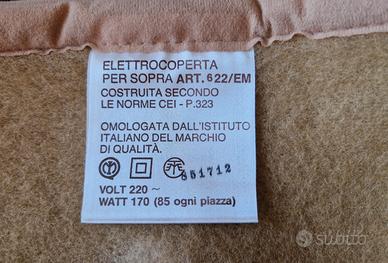 ELETTROCOPERTA
PER SOPRA ART. 622/EM
COSTRUITA SECONDO
LE NORME CEI - P.323
OMOLOGATA DALL'ISTITUTO
ITALIANO DEL MARCHIO
DI QUALITÀ.
851712
VOLT 220 ~
WATT 170 (85 ogni piazza)
subito